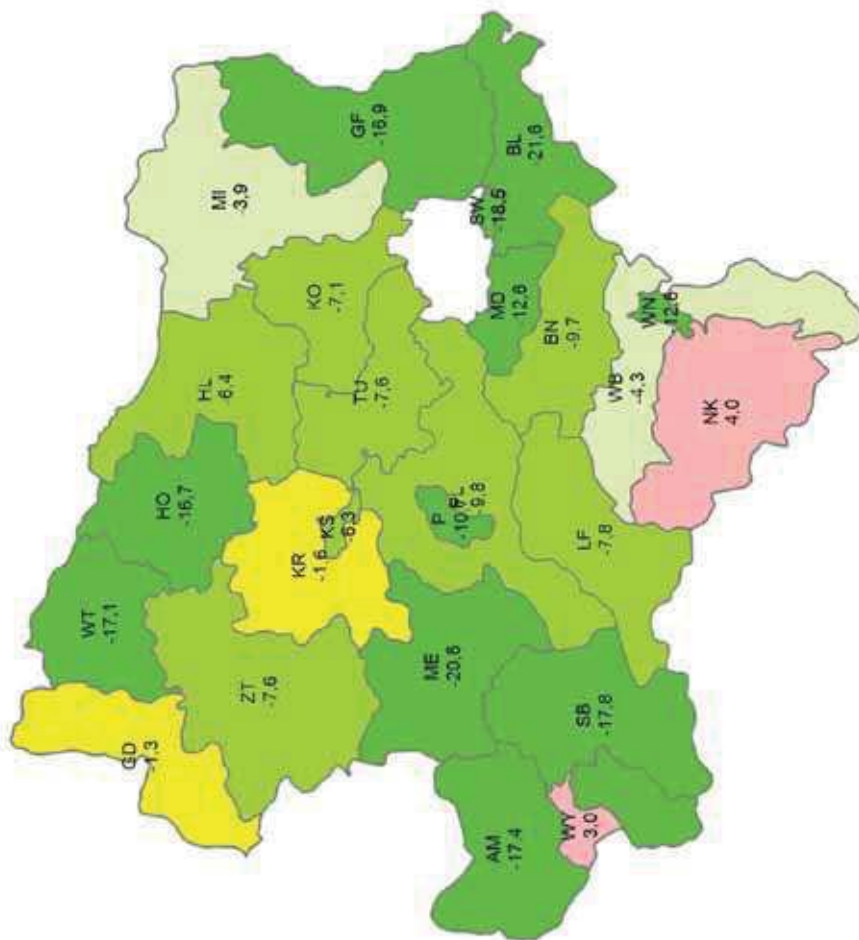 WT
-17,1
GD
-1,3
HO
-16,7
HL
-6,4
MI
-3,9
ZT
-7,6
KR
-1,6
KO
-7,1
KS
-6,3
GF
-16,9
TU
-7,6
ME
-20,6
P
PL
-9,8
SW
-18,5
AM
-17,4
MD
12,6
BL
-21,6
BN
-9,7
SB
-17,8
WY
3,0
LF
-7,8
WB
-4,3
WN
-12,6
NK
4,0